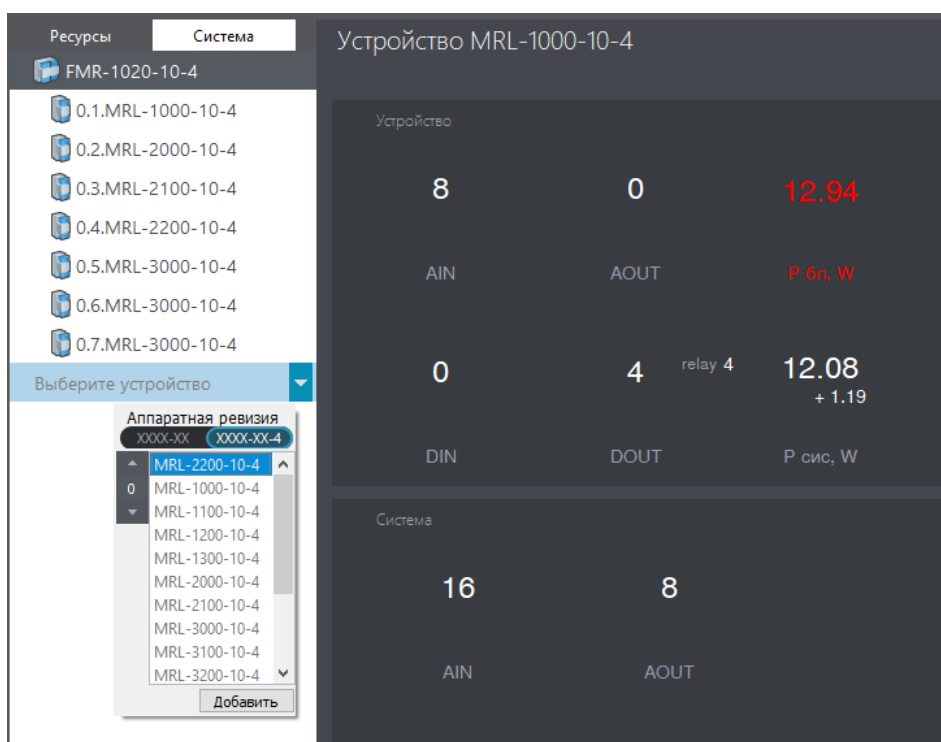 Ресурсы
Система
FMR-1020-10-4
0.1.MRL-1000-10-4
0.2.MRL-2000-10-4
0.3.MRL-2100-10-4
0.4.MRL-2200-10-4
0.5.MRL-3000-10-4
0.6.MRL-3000-10-4
0.7.MRL-3000-10-4
Выберите устройство
Аппаратная ревизия
XXXX-XX
XXXX-XX-4
0
MRL-2200-10-4
MRL-1000-10-4
MRL-1100-10-4
MRL-1200-10-4
MRL-1300-10-4
MRL-2000-10-4
MRL-2100-10-4
MRL-3000-10-4
MRL-3100-10-4
MRL-3200-10-4
Добавить
Устройство MRL-1000-10-4
Устройство
8 0 12.94
AIN AOUT P бп, W
0 4 relay 4 12.08
+ 1.19
DIN DOUT P сис, W
Система
16 8
AIN AOUT